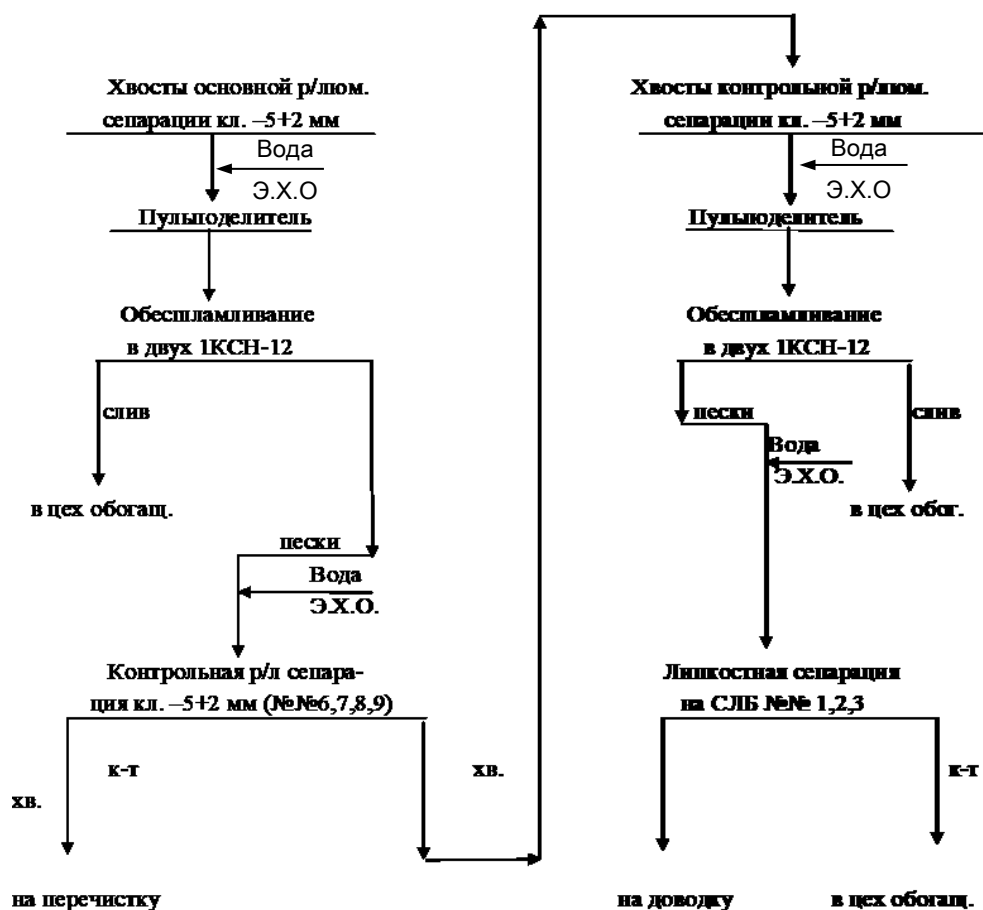 Хвосты основной р/люм.
сепарации кл. –5+2 мм
Вода
Э.Х.О
Пульподелитель
Обесшламливание
в двух 1КСН-12
слив
в цех обогащ.
пески
Вода
Э.Х.О.
Контрольная р/л сепара-
ция кл. –5+2 мм (№№6,7,8,9)
к-т
хв.
хв.
на перечистку
Хвосты контрольной р/люм.
сепарации кл. –5+2 мм
Вода
Э.Х.О
Пульподелитель
Обесшламливание
в двух 1КСН-12
пески
слив
Вода
Э.Х.О.
в цех обог.
Липкостная сепарация
на СЛБ №№ 1,2,3
к-т
на доводку
в цех обогащ.